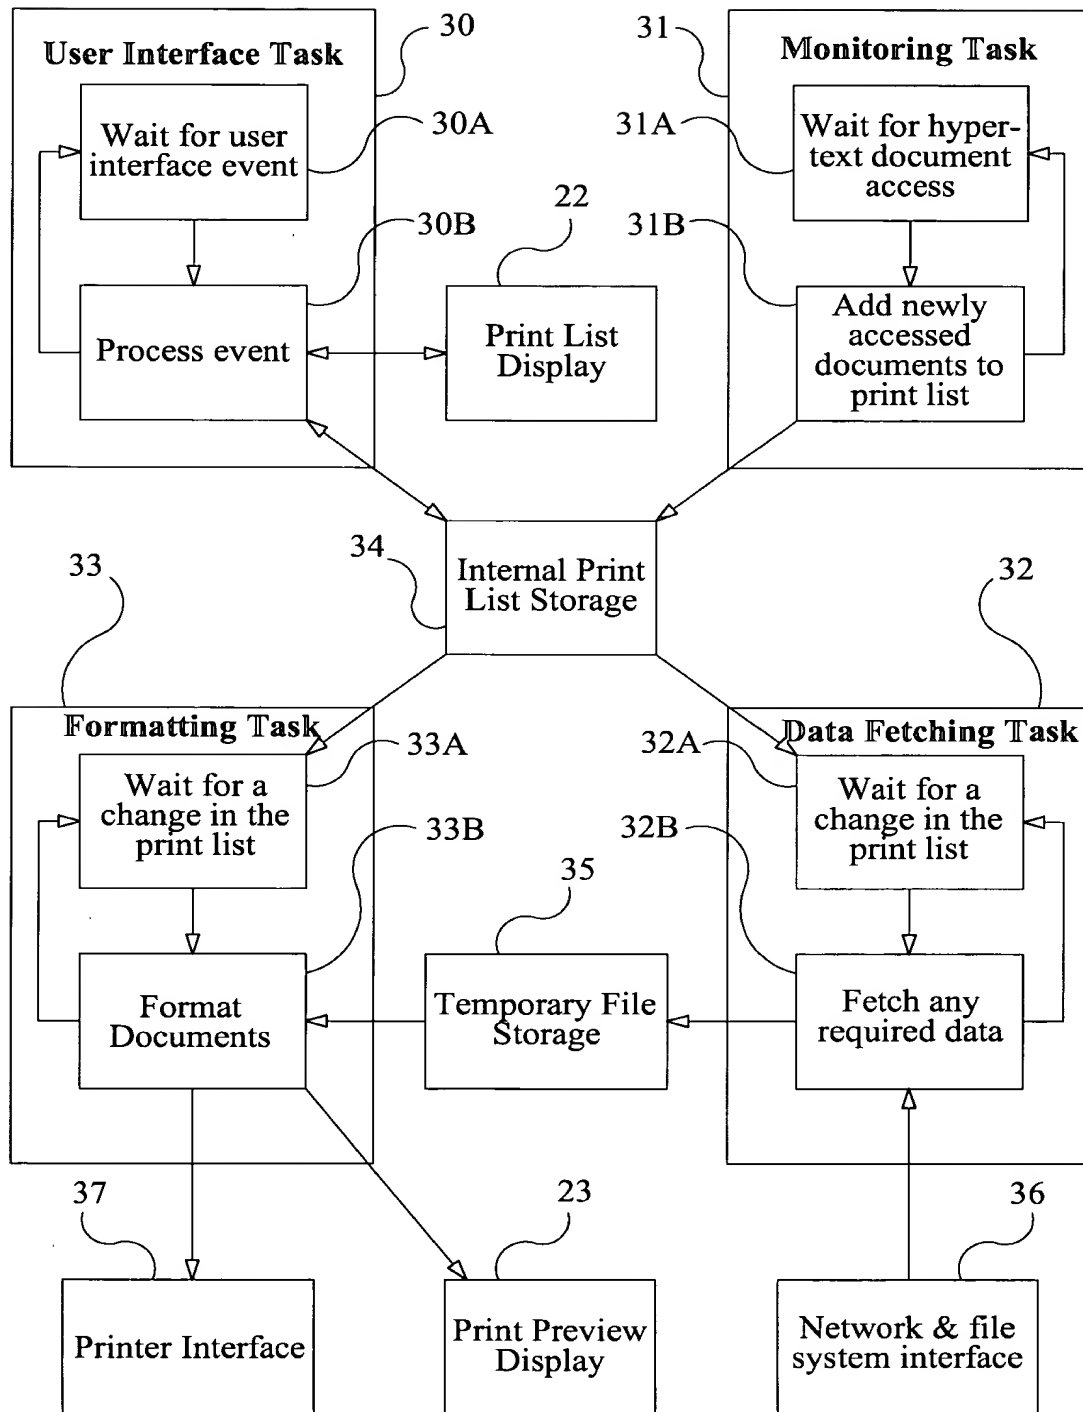 User Interface Task
30
31
Monitoring Task
Wait for user
interface event
30A
31A
Wait for hyper-
text document
access
30B
22
31B
Process event
Print List
Display
Add newly
accessed
documents to
print list
33
34
Internal Print
List Storage
32
Formatting Task
Data Fetching Task
Wait for a
change in the
print list
33A
32A
Wait for a
change in the
print list
33B
35
32B
Format
Documents
Temporary File
Storage
Fetch any
required data
37
23
36
Printer Interface
Print Preview
Display
Network & file
system interface